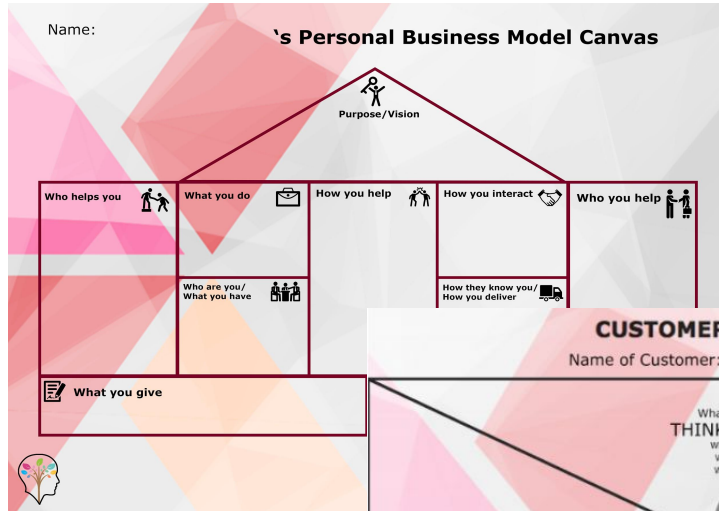 Name:
‘s Personal Business Model Canvas
Purpose/Vision
Who helps you
What you do
How you help
How you interact
Who you help
Who are you/
What you have
How they know you/
How you deliver
What you give
CUSTOMER
Name of Customer:
Wha
THINK
w
w
w